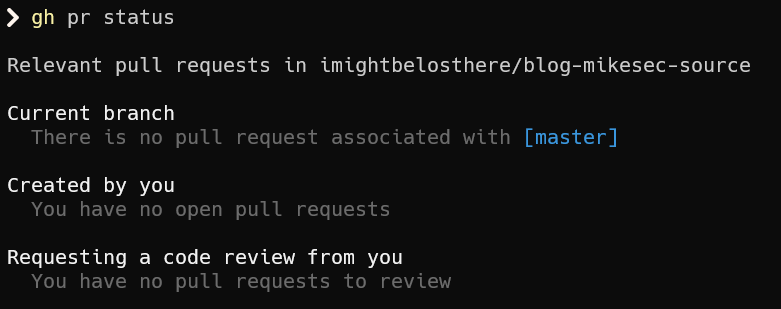 ❯ gh pr status
Relevant pull requests in imightbelosthere/blog-mikesec-source
Current branch
There is no pull request associated with [master]
Created by you
You have no open pull requests
Requesting a code review from you
You have no pull requests to review